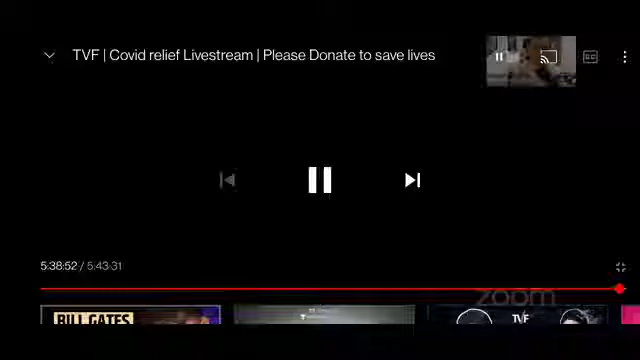 TVF | Covid relief Livestream | Please Donate to save lives
CC
5:38:52 / 5:43:31
zoom
BILL GATES
TVF